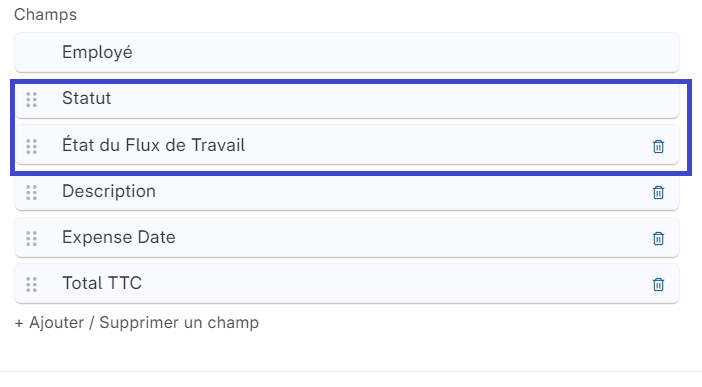 Champs
Employé
Statut
État du Flux de Travail
Description
Expense Date
Total TTC
+ Ajouter / Supprimer un champ